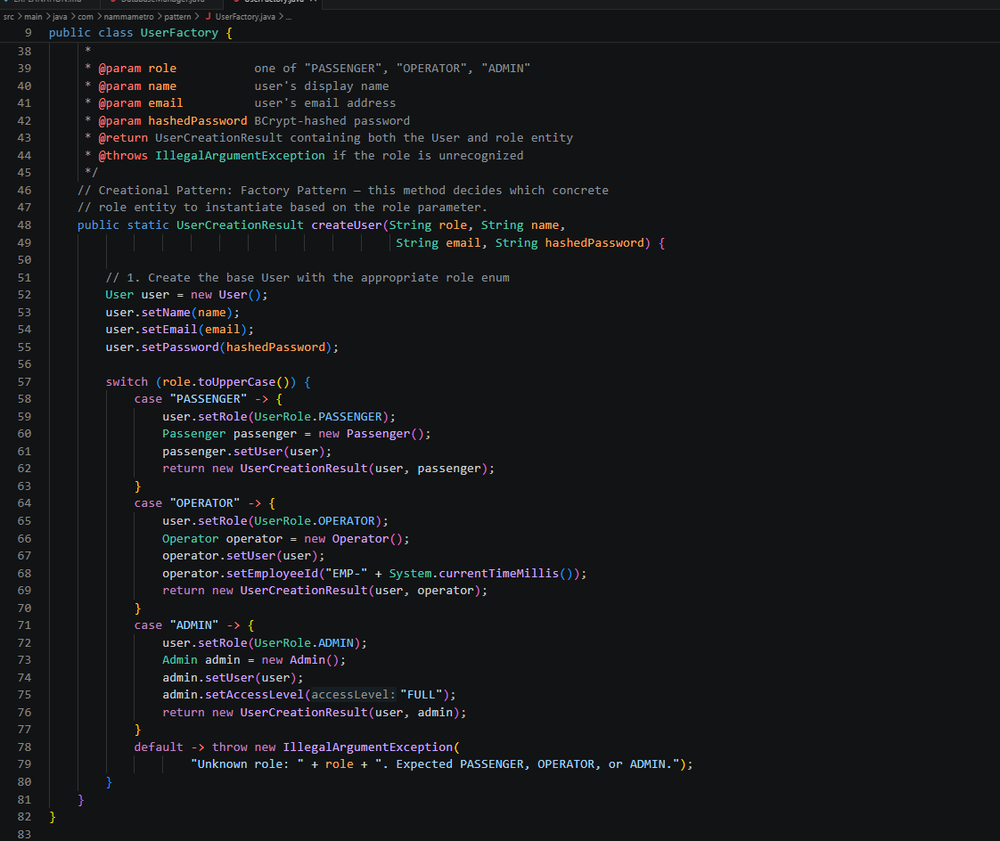 src > main > java > com > nammametro > pattern > J UserFactory.java > ...
9 public class UserFactory {
38      *
39      * @param role           one of "PASSENGER", "OPERATOR", "ADMIN"
40      * @param name           user's display name
41      * @param email          user's email address
42      * @param hashedPassword BCrypt-hashed password
43      * @return UserCreationResult containing both the User and role entity
44      * @throws IllegalArgumentException if the role is unrecognized
45      */
46     // Creational Pattern: Factory Pattern — this method decides which concrete
47     // role entity to instantiate based on the role parameter.
48     public static UserCreationResult createUser(String role, String name,
49                                                  String email, String hashedPassword) {
50
51         // 1. Create the base User with the appropriate role enum
52         User user = new User();
53         user.setName(name);
54         user.setEmail(email);
55         user.setPassword(hashedPassword);
56
57         switch (role.toUpperCase()) {
58             case "PASSENGER" -> {
59                 user.setRole(UserRole.PASSENGER);
60                 Passenger passenger = new Passenger();
61                 passenger.setUser(user);
62                 return new UserCreationResult(user, passenger);
63             }
64             case "OPERATOR" -> {
65                 user.setRole(UserRole.OPERATOR);
66                 Operator operator = new Operator();
67                 operator.setUser(user);
68                 operator.setEmployeeId("EMP-" + System.currentTimeMillis());
69                 return new UserCreationResult(user, operator);
70             }
71             case "ADMIN" -> {
72                 user.setRole(UserRole.ADMIN);
73                 Admin admin = new Admin();
74                 admin.setUser(user);
75                 admin.setAccessLevel(accessLevel: "FULL");
76                 return new UserCreationResult(user, admin);
77             }
78             default -> throw new IllegalArgumentException(
79                     "Unknown role: " + role + ". Expected PASSENGER, OPERATOR, or ADMIN.");
80         }
81     }
82 }
83